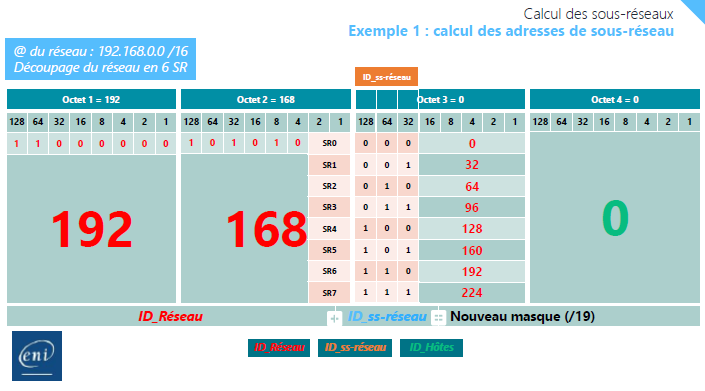 Calcul des sous-réseaux
Exemple 1 : calcul des adresses de sous-réseau
@ du réseau : 192.168.0.0 /16
Découpage du réseau en 6 SR
ID_ss-réseau
Octet 1 = 192 Octet 2 = 168 Octet 3 = 0 Octet 4 = 0
128 64 32 16 8 4 2 1 128 64 32 16 8 4 2 1 128 64 32 16 8 4 2 1 128 64 32 16 8 4 2 1
1 1 0 0 0 0 0 0 1 0 1 0 1 0 SR0 0 0 0 0
SR1 0 0 1 32
SR2 0 1 0 64
SR3 0 1 1 96
192 168 SR4 1 0 0 128 0
SR5 1 0 1 160
SR6 1 1 0 192
SR7 1 1 1 224
ID_Réseau + ID_ss-réseau = Nouveau masque (/19)
ID_Réseau ID_ss-réseau ID_Hôtes
eni